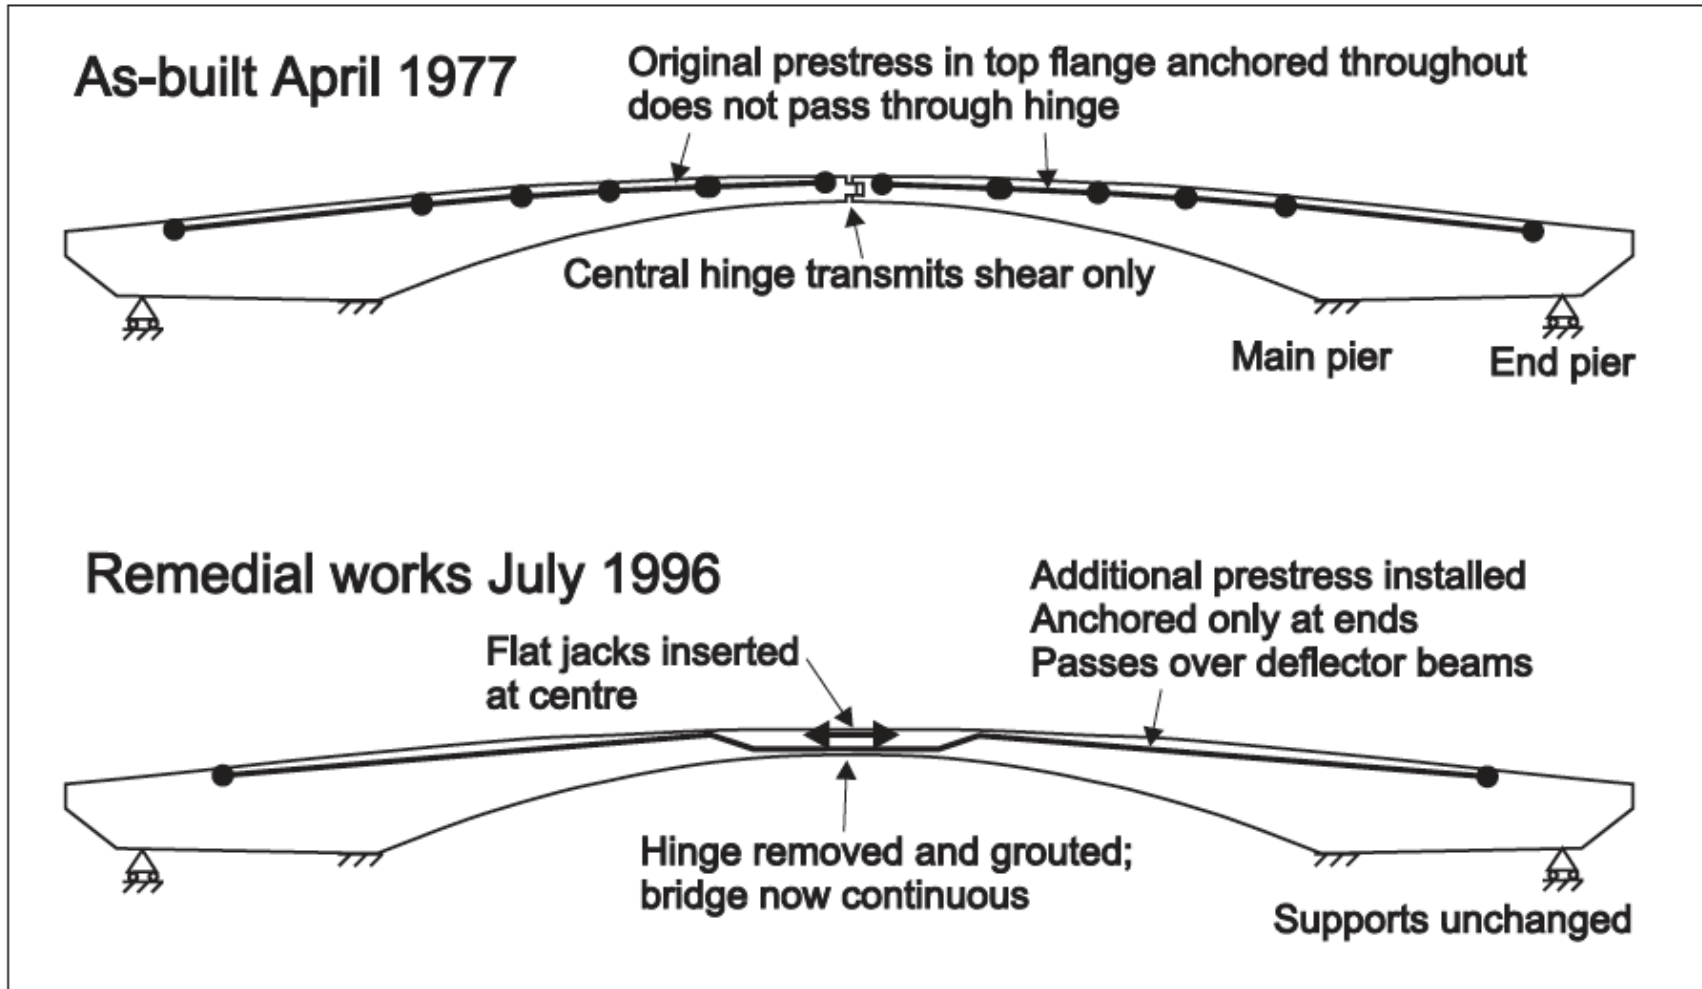 As-built April 1977
Original prestress in top flange anchored throughout
does not pass through hinge
Central hinge transmits shear only
Main pier
End pier
Remedial works July 1996
Additional prestress installed
Anchored only at ends
Passes over deflector beams
Flat jacks inserted
at centre
Hinge removed and grouted;
bridge now continuous
Supports unchanged